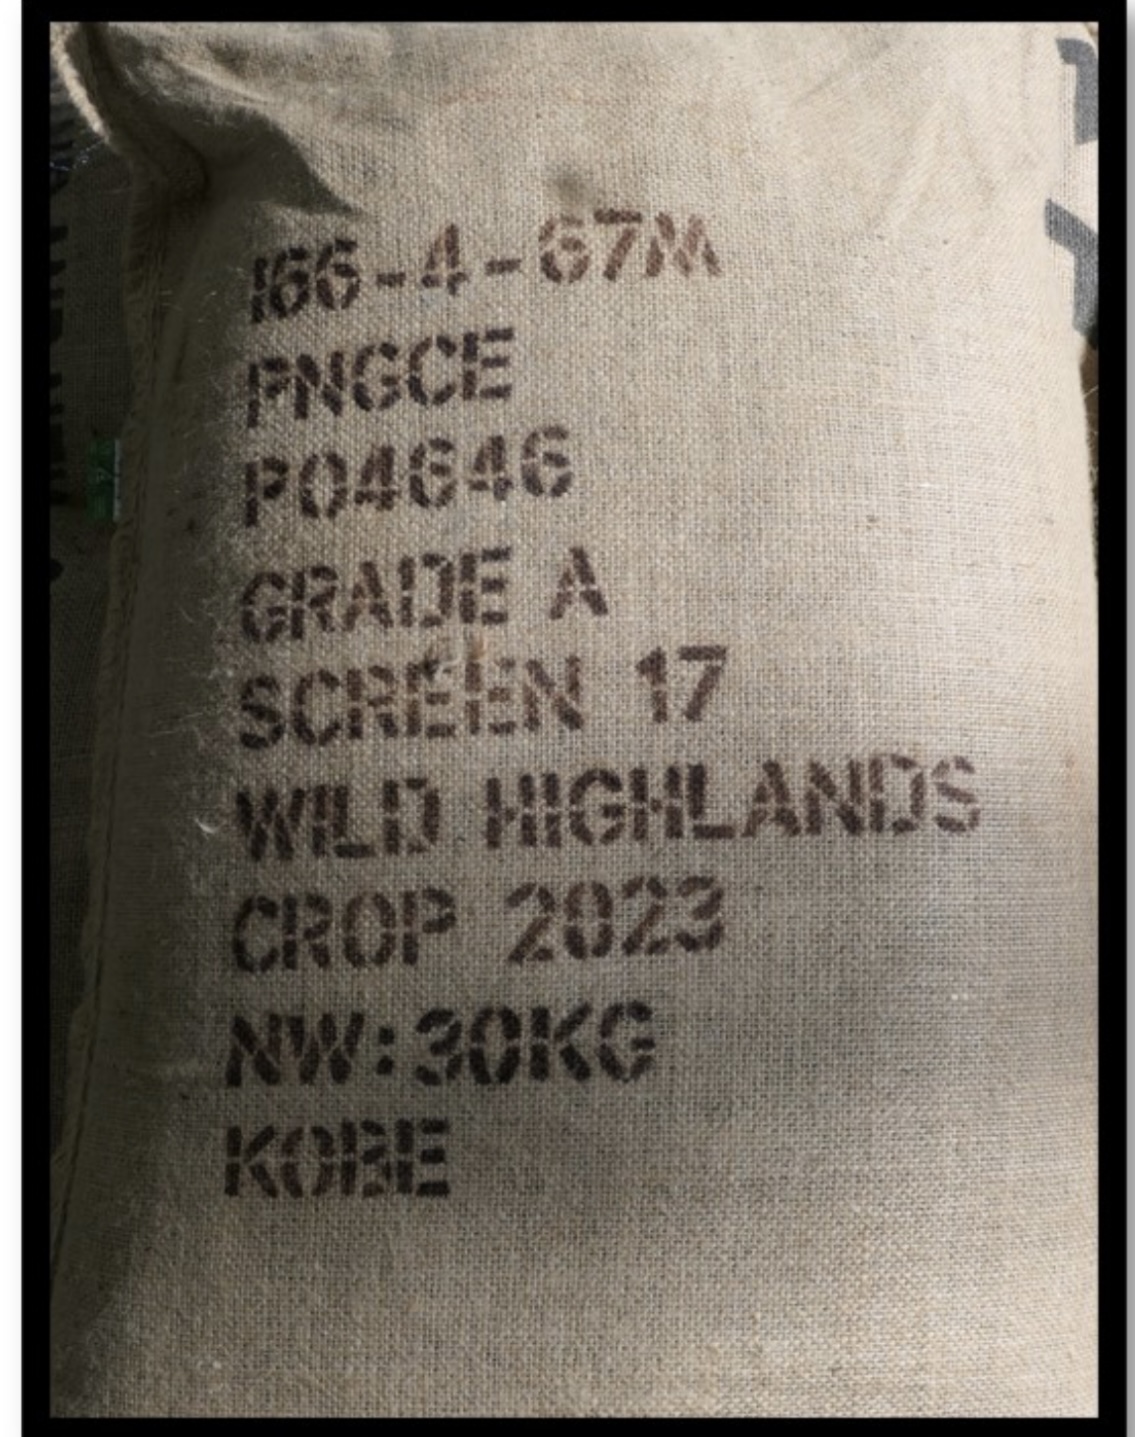 166-4-67M
PNGCE
P04646
GRADE A
SCREEN 17
WILD HIGHLANDS
CROP 2023
NW:30KG
KOBE